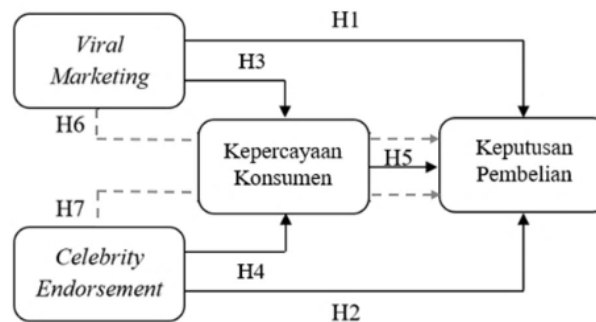 Viral
Marketing
H1
H3
H6
Kepercayaan
Konsumen
H5
Keputusan
Pembelian
H7
Celebrity
Endorsement
H4
H2